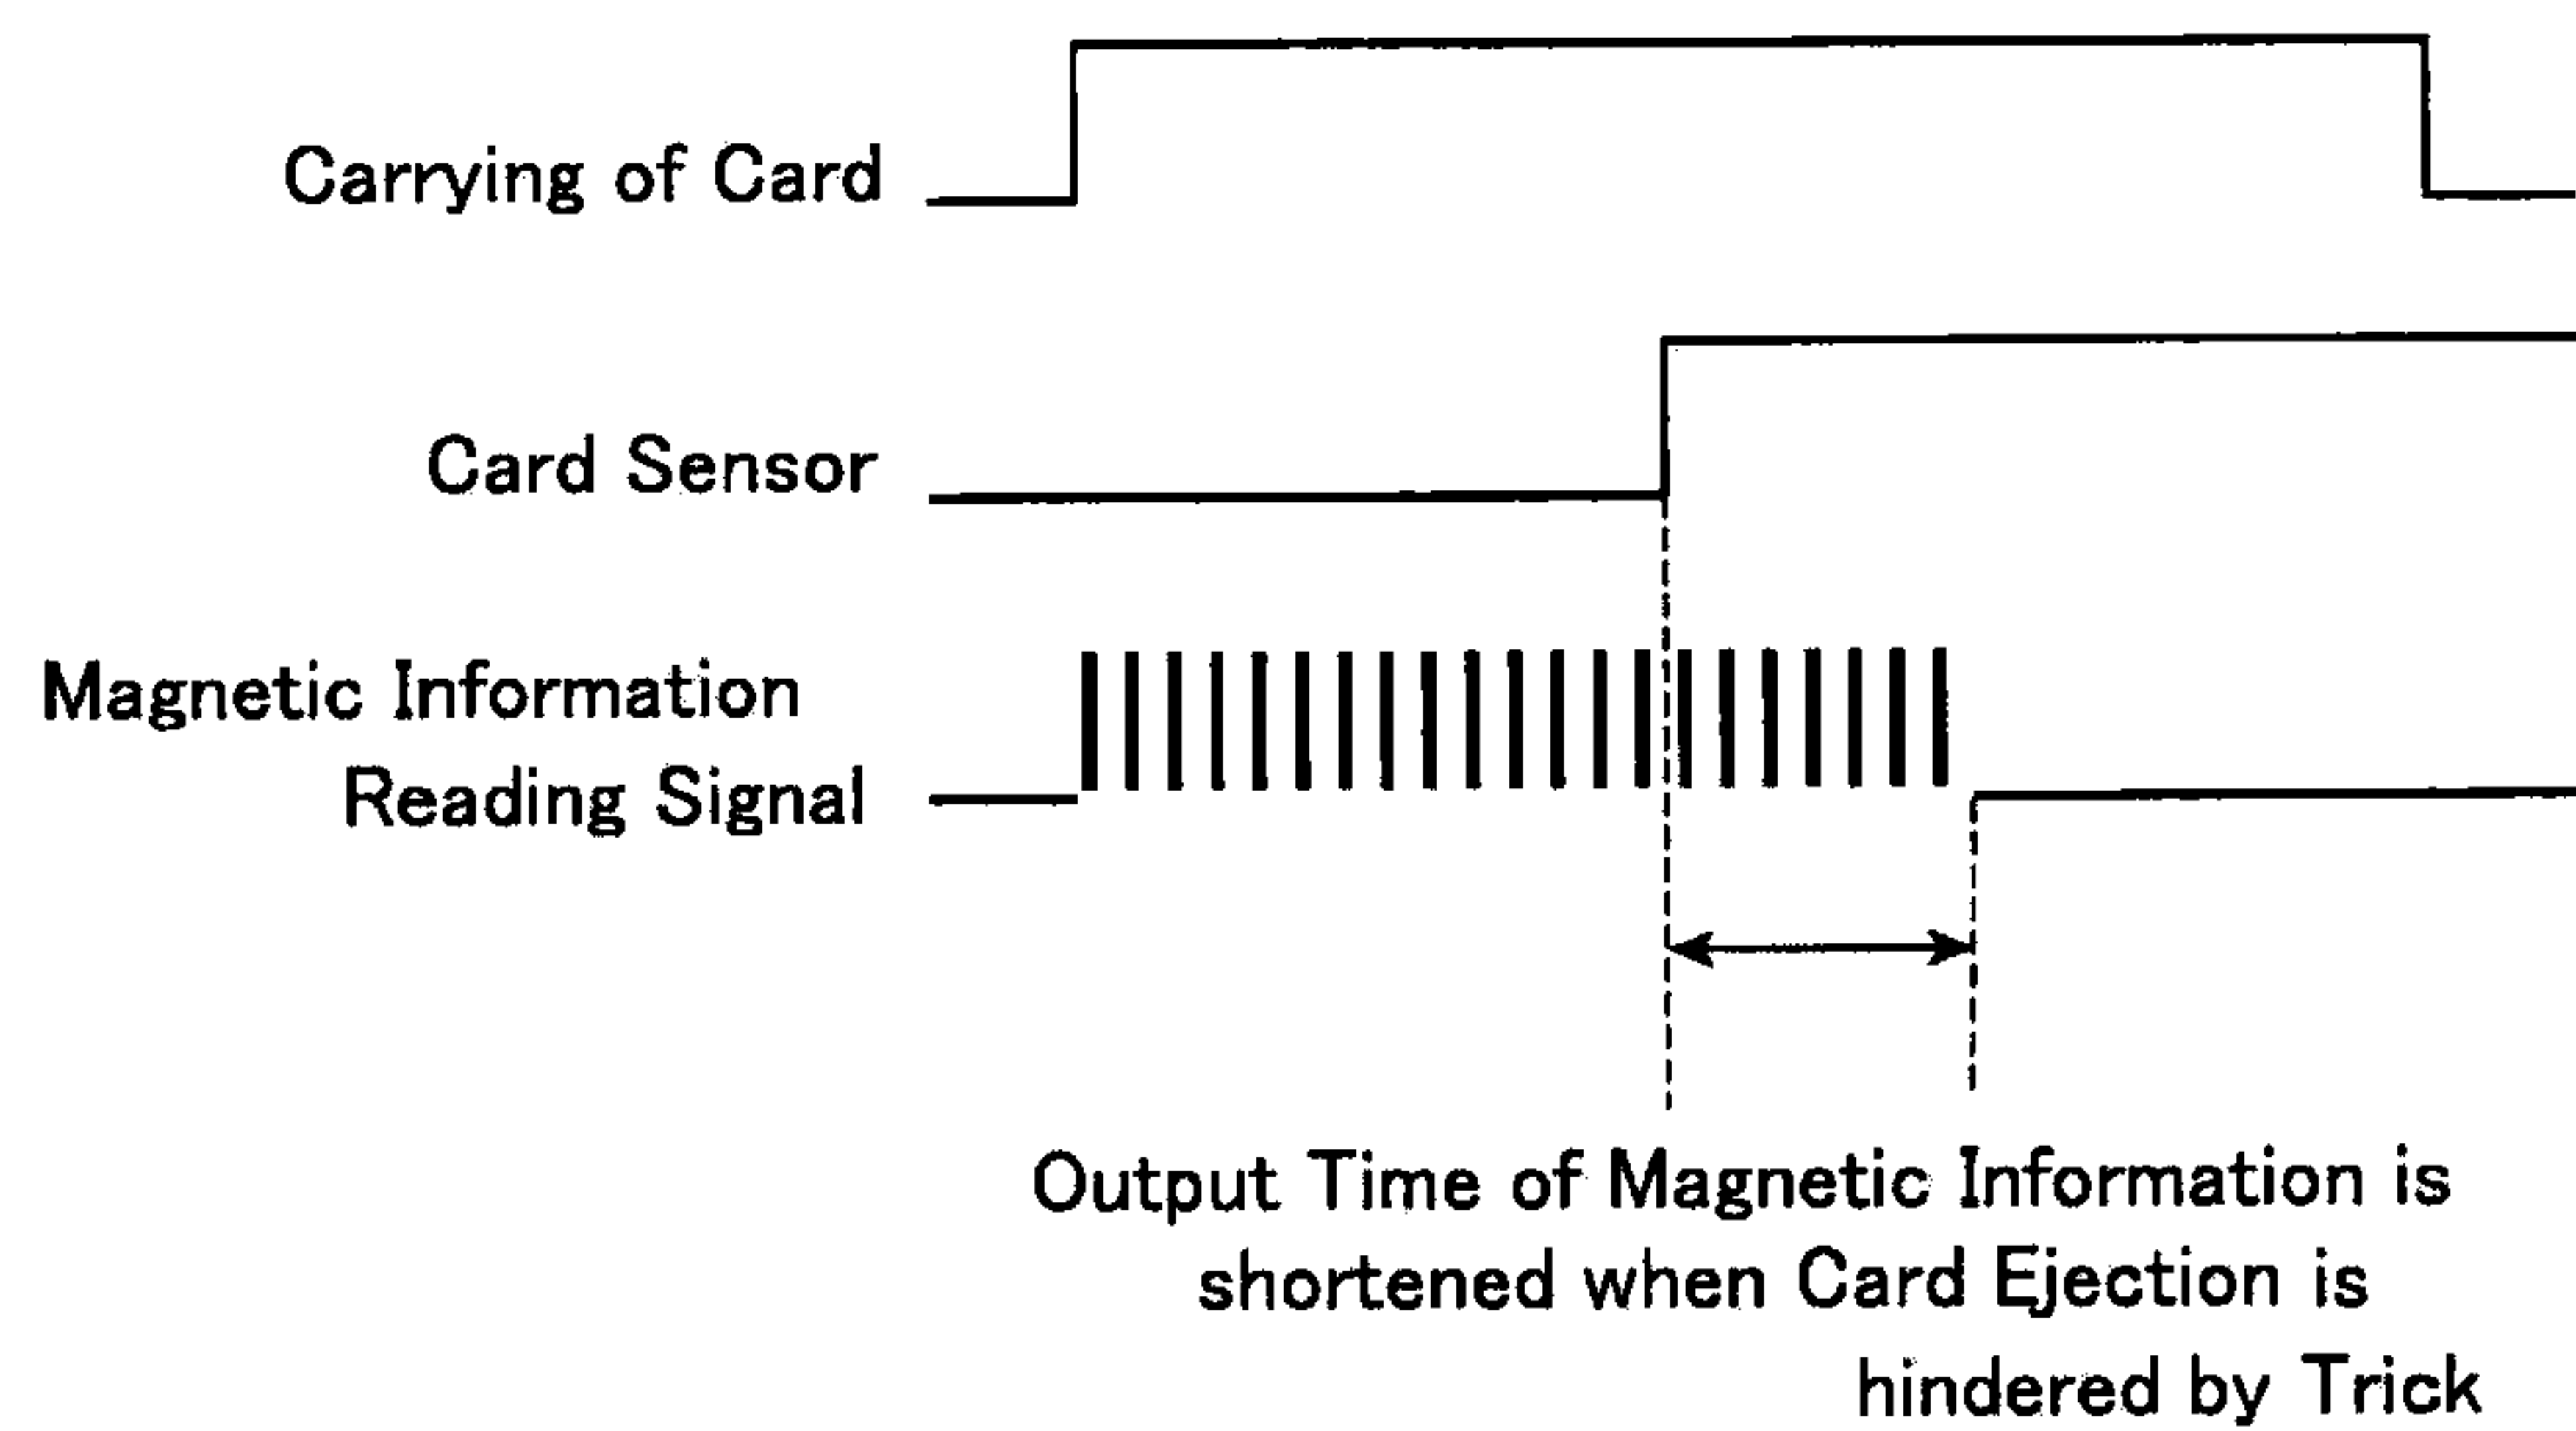 Carrying of Card
Card Sensor
Magnetic Information
Reading Signal
Output Time of Magnetic Information is
shortened when Card Ejection is
hindered by Trick